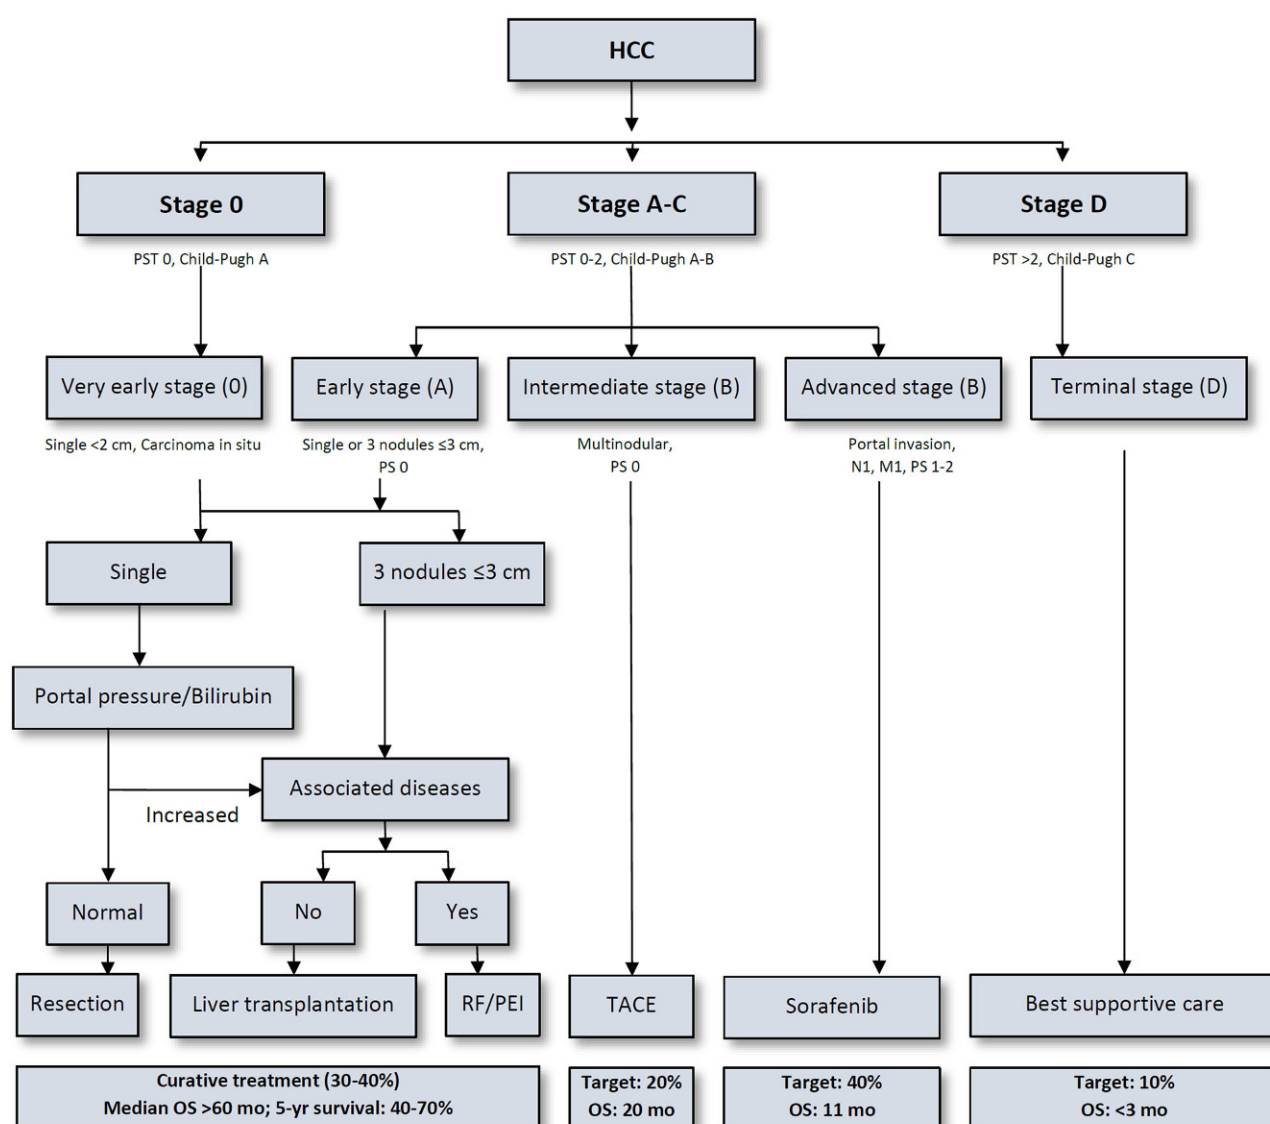 HCC
Stage 0
Stage A-C
Stage D
PST 0, Child-Pugh A
PST 0-2, Child-Pugh A-B
PST >2, Child-Pugh C
Very early stage (0)
Early stage (A)
Intermediate stage (B)
Advanced stage (B)
Terminal stage (D)
Single <2 cm, Carcinoma in situ
Single or 3 nodules ≤3 cm,
PS 0
Multinodular,
PS 0
Portal invasion,
N1, M1, PS 1-2
Single
3 nodules ≤3 cm
Portal pressure/Bilirubin
Associated diseases
Increased
Normal
No
Yes
Resection
Liver transplantation
RF/PEI
TACE
Sorafenib
Best supportive care
Curative treatment (30-40%)
Median OS >60 mo; 5-yr survival: 40-70%
Target: 20%
OS: 20 mo
Target: 40%
OS: 11 mo
Target: 10%
OS: <3 mo